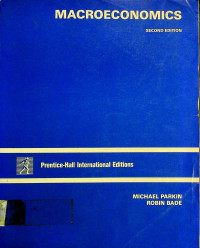 MACROECONOMICS
SECOND EDITION
Prentice-Hall International Editions
MICHAEL PARKIN
ROBIN BADE